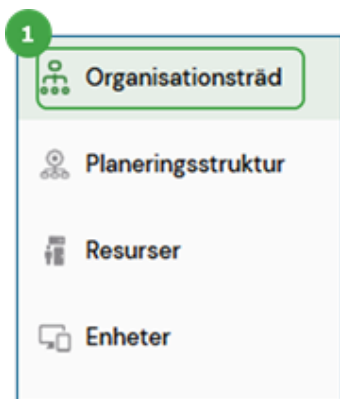 1
Organisationsträd
Planeringsstruktur
Resurser
Enheter